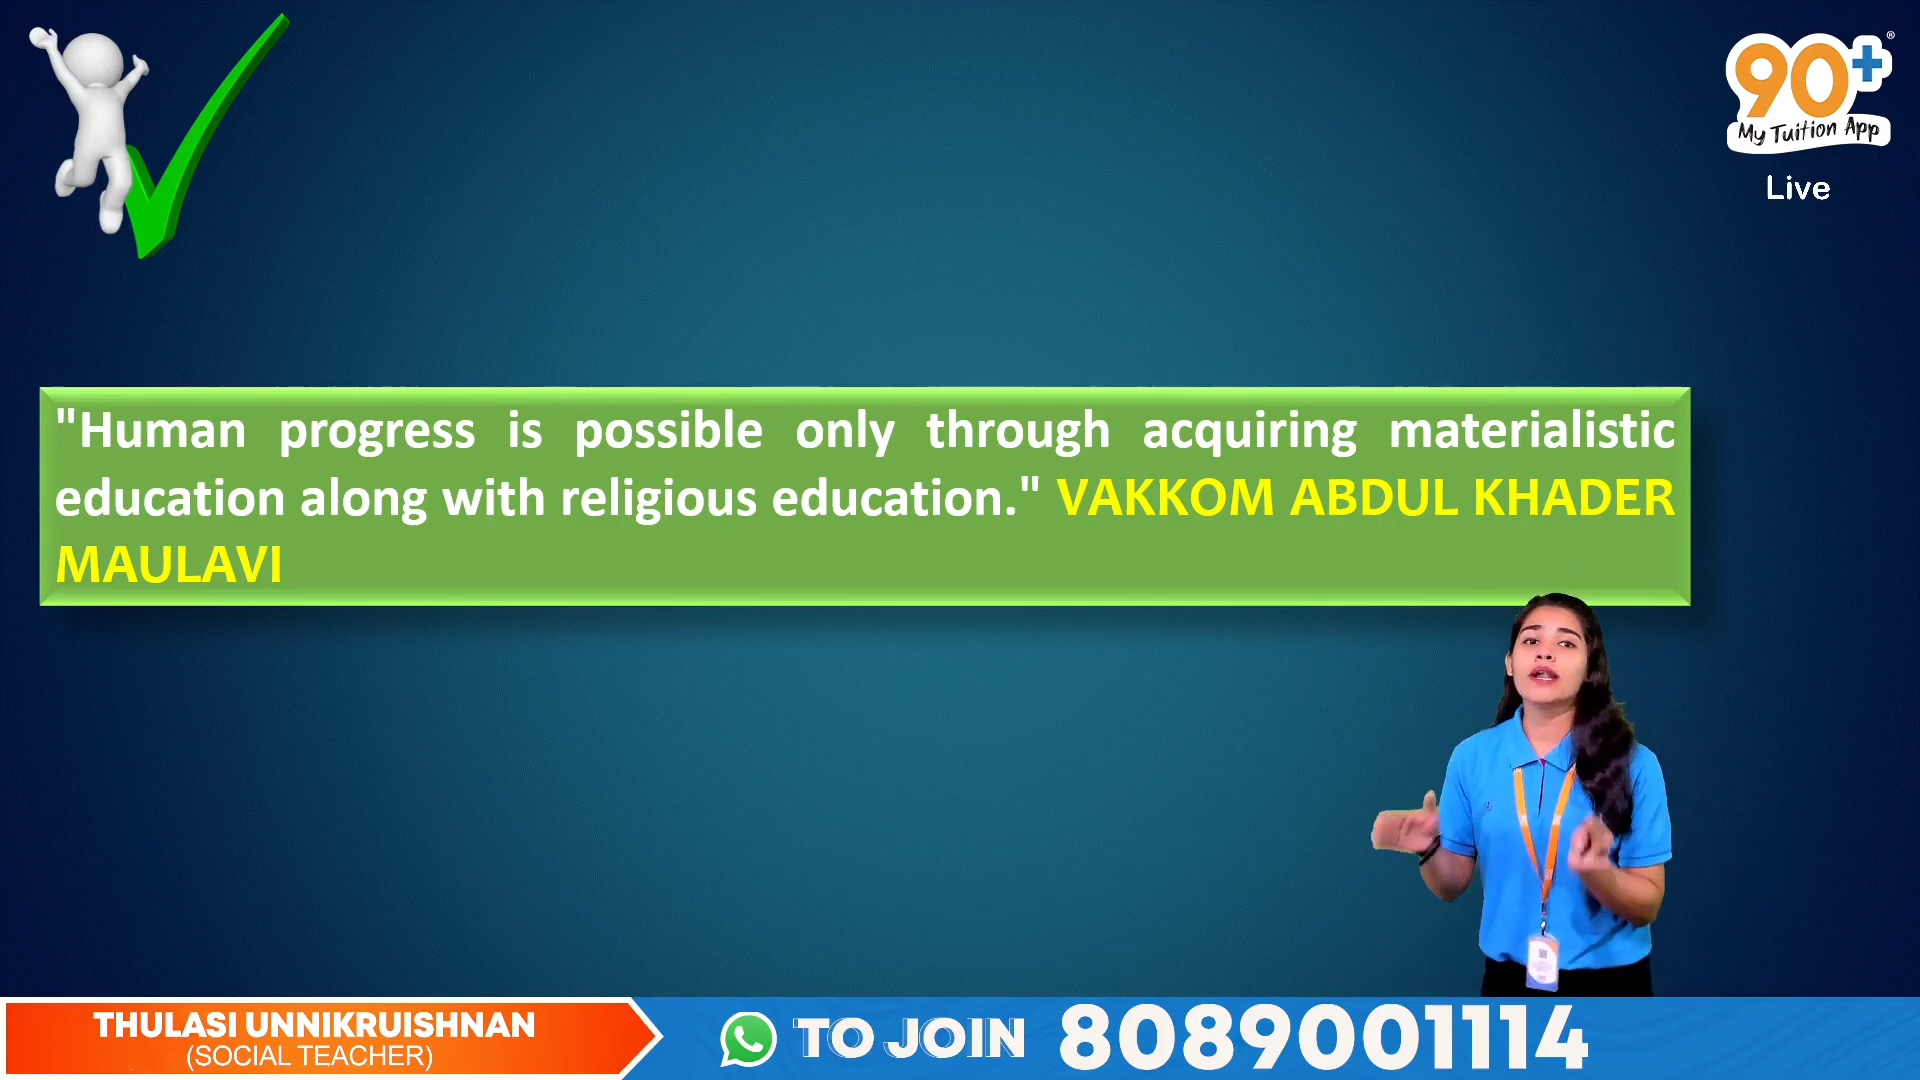 90+
®
My Tuition App
Live
"Human progress is possible only through acquiring materialistic
education along with religious education." VAKKOM ABDUL KHADER
MAULAVI
THULASI UNNIKRUISHNAN
(SOCIAL TEACHER)
TO JOIN 8089001114